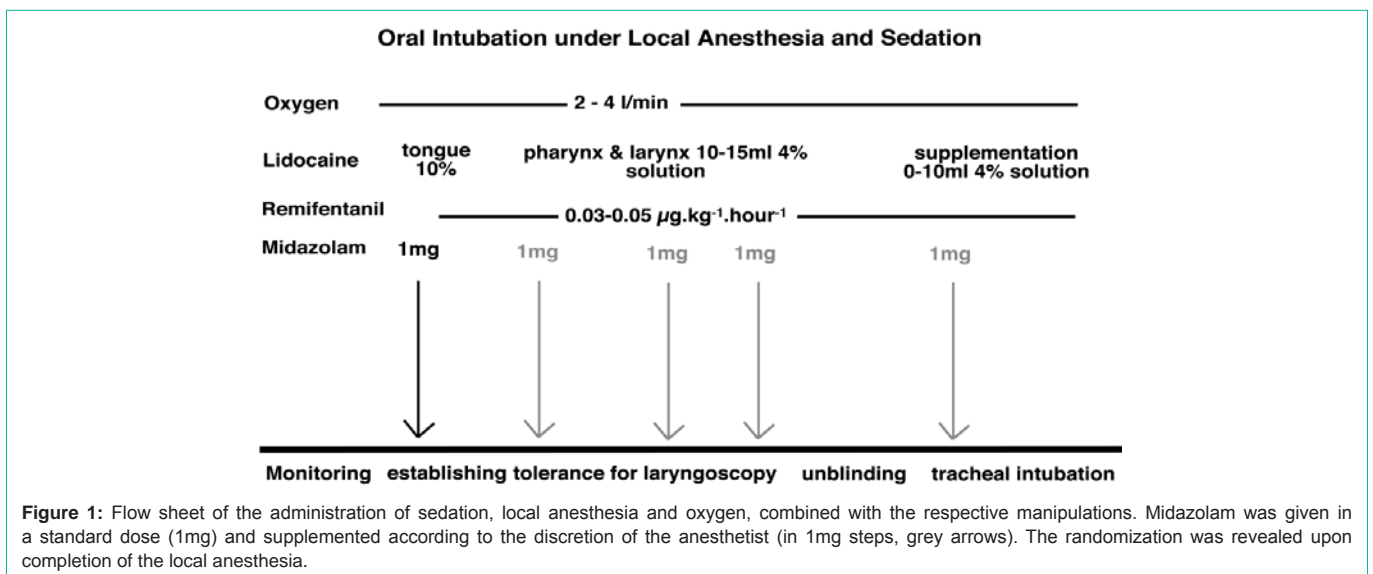 Oral Intubation under Local Anesthesia and Sedation
Oxygen 2 - 4 l/min
Lidocaine tongue 10% pharynx & larynx 10-15ml 4% solution supplementation 0-10ml 4% solution
Remifentanil 0.03-0.05 µg.kg⁻¹.hour⁻¹
Midazolam 1mg 1mg 1mg 1mg 1mg
Monitoring establishing tolerance for laryngoscopy unblinding tracheal intubation
Figure 1: Flow sheet of the administration of sedation, local anesthesia and oxygen, combined with the respective manipulations. Midazolam was given in
a standard dose (1mg) and supplemented according to the discretion of the anesthetist (in 1mg steps, grey arrows). The randomization was revealed upon
completion of the local anesthesia.